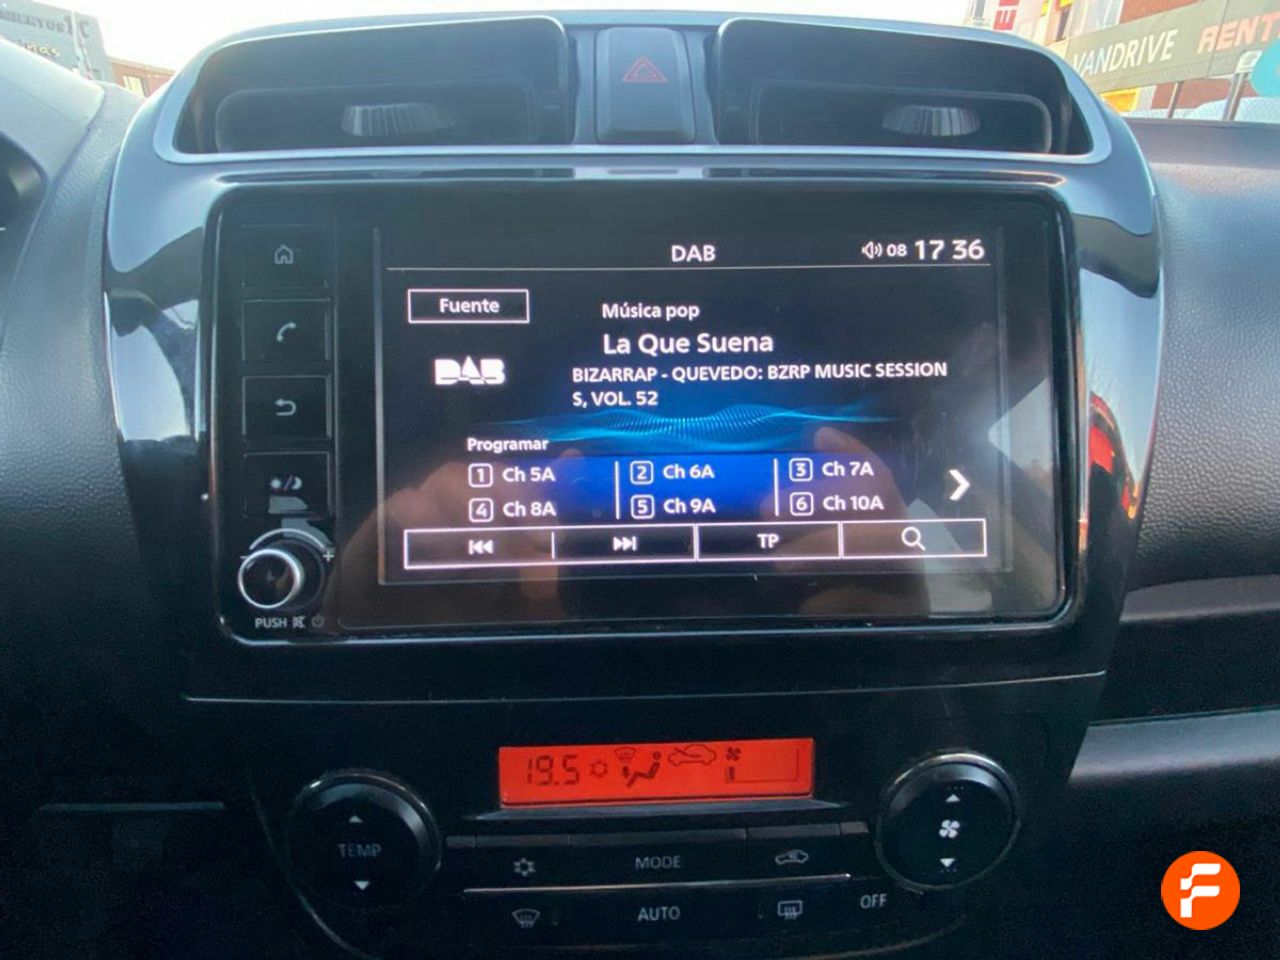 VANDRIVE RENT
DAB
08 17 36
Fuente
Música pop
La Que Suena
DAB
BIZARRAP - QUEVEDO: BZRP MUSIC SESSION
S, VOL. 52
Programar
1 Ch 5A 2 Ch 6A 3 Ch 7A
4 Ch 8A 5 Ch 9A 6 Ch 10A
TP
PUSH
19.5
TEMP
MODE
AUTO
OFF
F